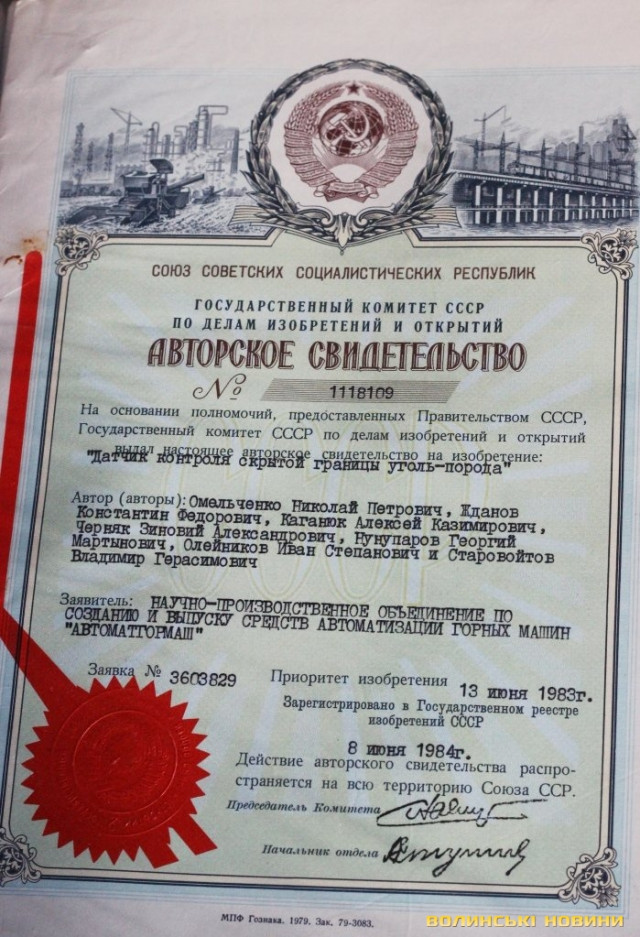 СОЮЗ СОВЕТСКИХ СОЦИАЛИСТИЧЕСКИХ РЕСПУБЛИК
ГОСУДАРСТВЕННЫЙ КОМИТЕТ СССР
ПО ДЕЛАМ ИЗОБРЕТЕНИЙ И ОТКРЫТИЙ
АВТОРСКОЕ СВИДЕТЕЛЬСТВО
№ 1118109
На основании полномочий, предоставленных Правительством СССР,
Государственный комитет СССР по делам изобретений и открытий
выдал настоящее авторское свидетельство на изобретение:
"Датчик контроля скрытой границы уголь-порода"
Автор (авторы): Омельченко Николай Петрович, Жданов
Константин Федорович, Каганюк Алексей Казимирович,
Черняк Зиновий Александрович, Нунупаров Георгий
Мартынович, Олейников Иван Степанович и Старовойтов
Владимир Герасимович
Заявитель: НАУЧНО-ПРОИЗВОДСТВЕННОЕ ОБЪЕДИНЕНИЕ ПО
СОЗДАНИЮ И ВЫПУСКУ СРЕДСТВ АВТОМАТИЗАЦИИ ГОРНЫХ МАШИН
"АВТОМАТГОРМАШ"
Заявка № 3603829 Приоритет изобретения 13 июня 1983г.
Зарегистрировано в Государственном реестре
изобретений СССР
8 июня 1984г.
Действие авторского свидетельства распро-
страняется на всю территорию Союза ССР.
Председатель Комитета
Начальник отдела
МПФ Гознака. 1979. Зак. 79-3083.
ВОЛИНСЬКІ НОВИНИ